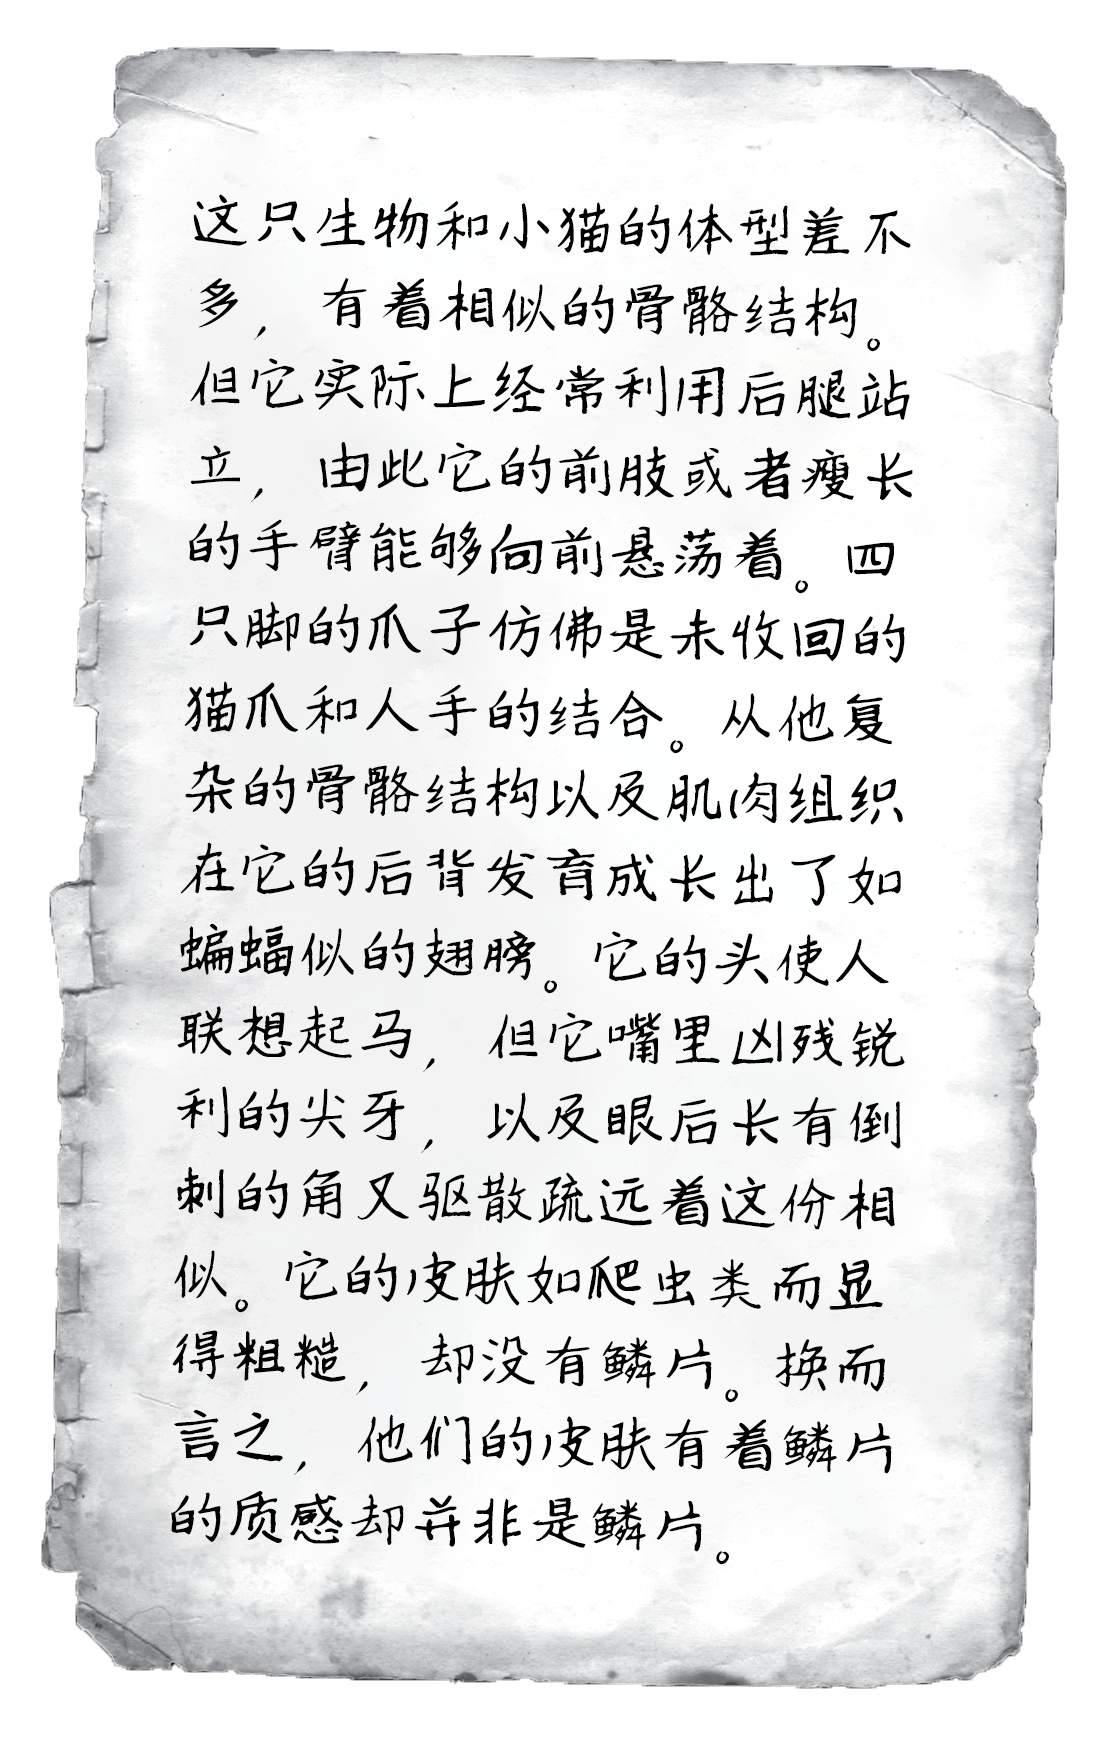 这只生物和小猫的体型差不
多，有着相似的骨骼结构。
但它实际上经常利用后腿站
立，由此它的前肢或者瘦长
的手臂能够向前悬荡着。四
只脚的爪子仿佛是未收回的
猫爪和人手的结合。从他复
杂的骨骼结构以及肌肉组织
在它的后背发育成长出了如
蝙蝠似的翅膀。它的头使人
联想起马，但它嘴里凶残锐
利的尖牙，以及眼后长有倒
刺的角又驱散疏远着这份相
似。它的皮肤如爬虫类而显
得粗糙，却没有鳞片。换而
言之，他们的皮肤有着鳞片
的质感却并非是鳞片。